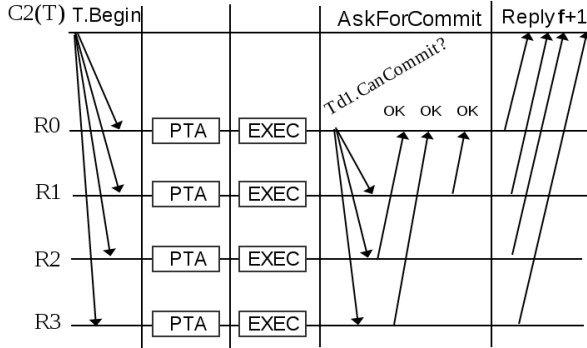 C2(T) T.Begin AskForCommit Reply f+1
Td1.CanCommit?
OK OK OK
R0 PTA EXEC
R1 PTA EXEC
R2 PTA EXEC
R3 PTA EXEC